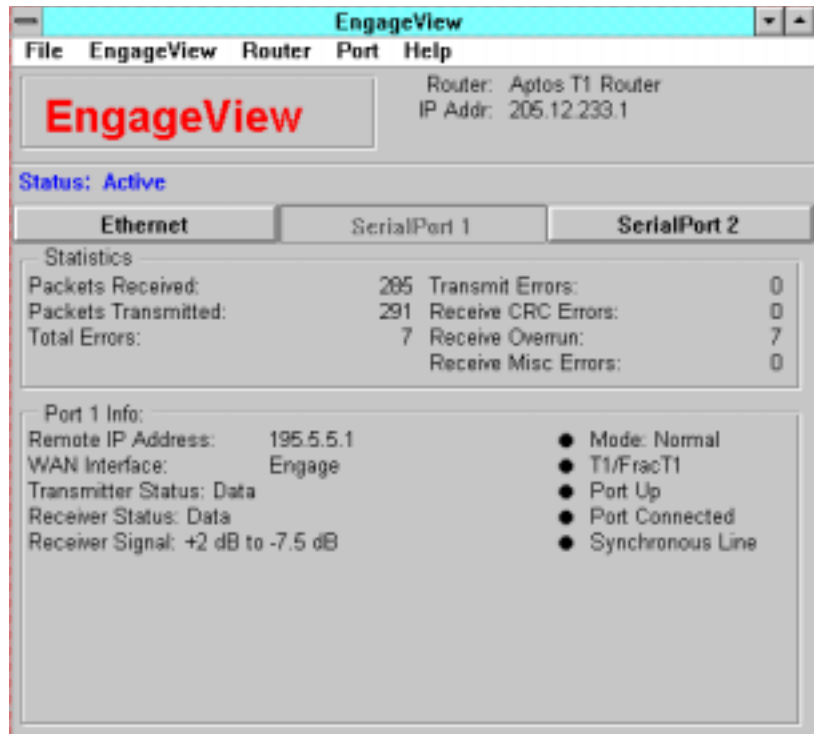 EngageView
File EngageView Router Port Help
EngageView
Router: Aptos T1 Router
IP Addr: 205.12.233.1
Status: Active
Ethernet SerialPort 1 SerialPort 2
Statistics
Packets Received: 285 Transmit Errors: 0
Packets Transmitted: 291 Receive CRC Errors: 0
Total Errors: 7 Receive Overrun: 7
Receive Misc Errors: 0
Port 1 Info:
Remote IP Address: 195.5.5.1 ● Mode: Normal
WAN Interface: Engage ● T1/FracT1
Transmitter Status: Data ● Port Up
Receiver Status: Data ● Port Connected
Receiver Signal: +2 dB to -7.5 dB ● Synchronous Line